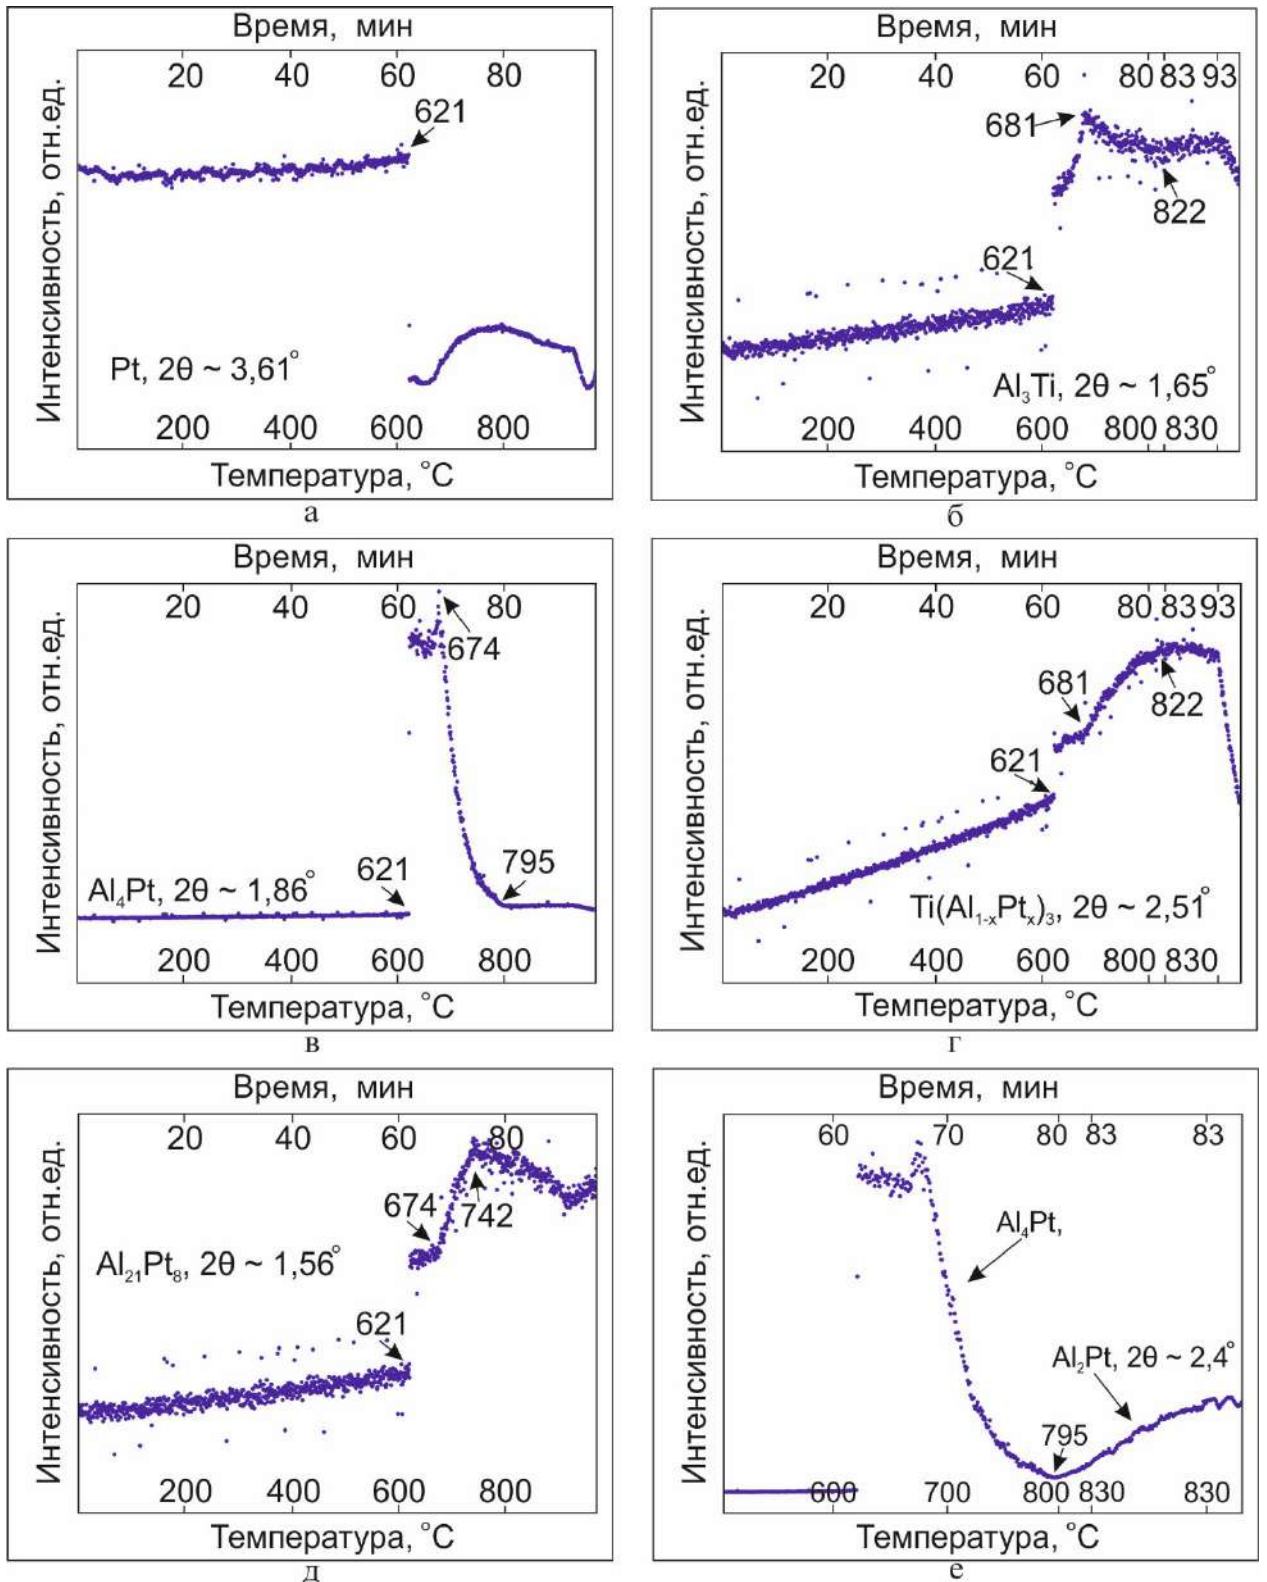 Время, мин
20 40 60 80
621
Интенсивность, отн.ед.
Pt, 2θ ~ 3,61°
200 400 600 800
Температура, °C
а
Время, мин
20 40 60 80 83 93
681
822
621
Интенсивность, отн.ед.
Al₃Ti, 2θ ~ 1,65°
200 400 600 800 830
Температура, °C
б
Время, мин
20 40 60 80
674
795
621
Интенсивность, отн.ед.
Al₄Pt, 2θ ~ 1,86°
200 400 600 800
Температура, °C
в
Время, мин
20 40 60 80 83 93
681
822
621
Интенсивность, отн.ед.
Ti(Al₁₋ₓPtₓ)₃, 2θ ~ 2,51°
200 400 600 800 830
Температура, °C
г
Время, мин
20 40 60 80
674
742
Интенсивность, отн.ед.
Al₂₁Pt₈, 2θ ~ 1,56°
621
200 400 600 800
Температура, °C
д
Время, мин
60 70 80 83 83
Интенсивность, отн.ед.
Al₄Pt,
Al₂Pt, 2θ ~ 2,4°
795
600 700 800 830 830
Температура, °C
е